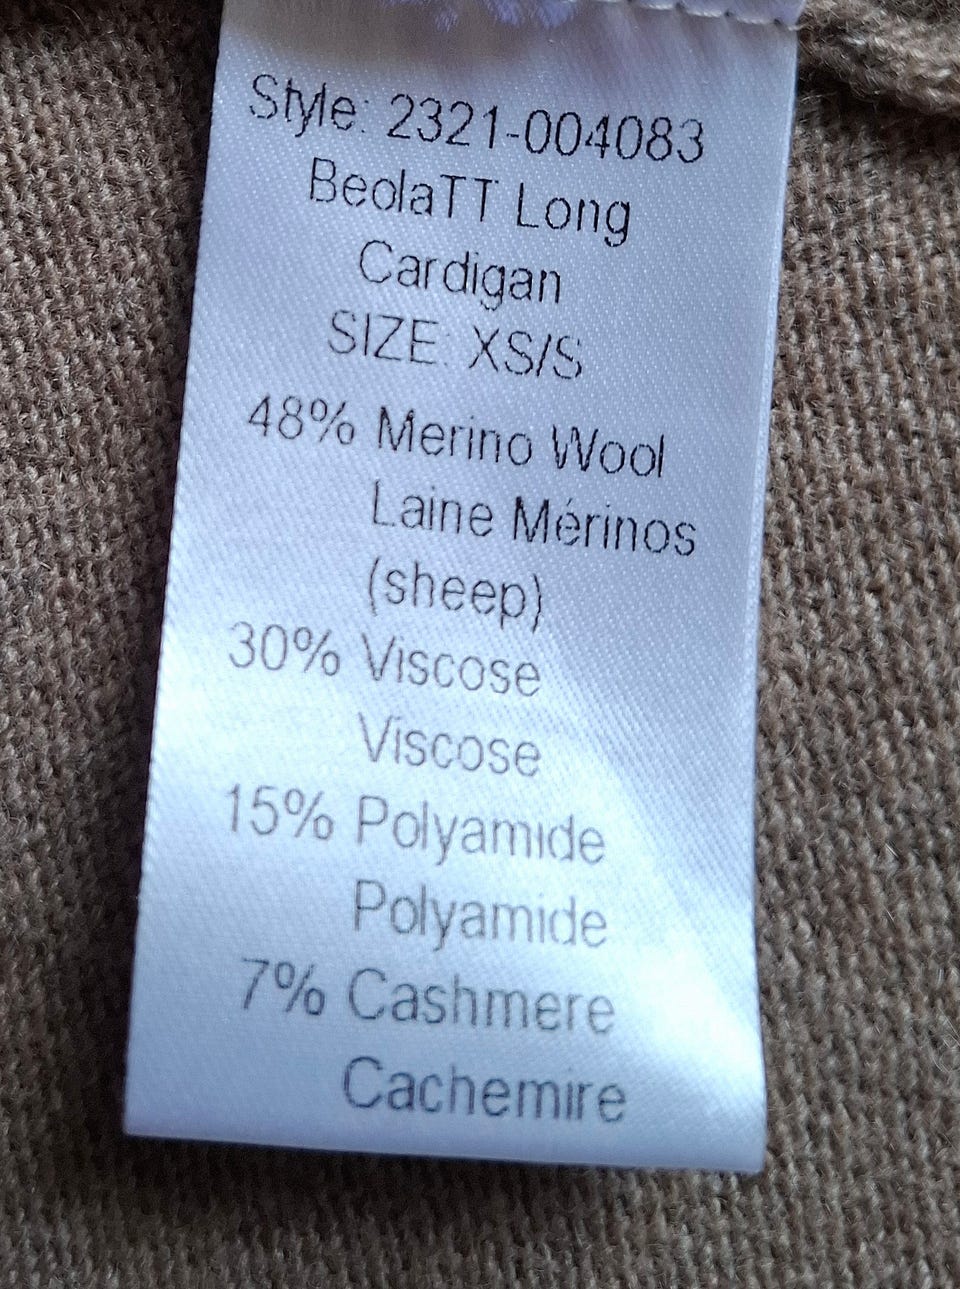 Style: 2321-004083
BeolaTT Long
Cardigan
SIZE: XS/S
48% Merino Wool
Laine Mérinos
(sheep)
30% Viscose
Viscose
15% Polyamide
Polyamide
7% Cashmere
Cachemire